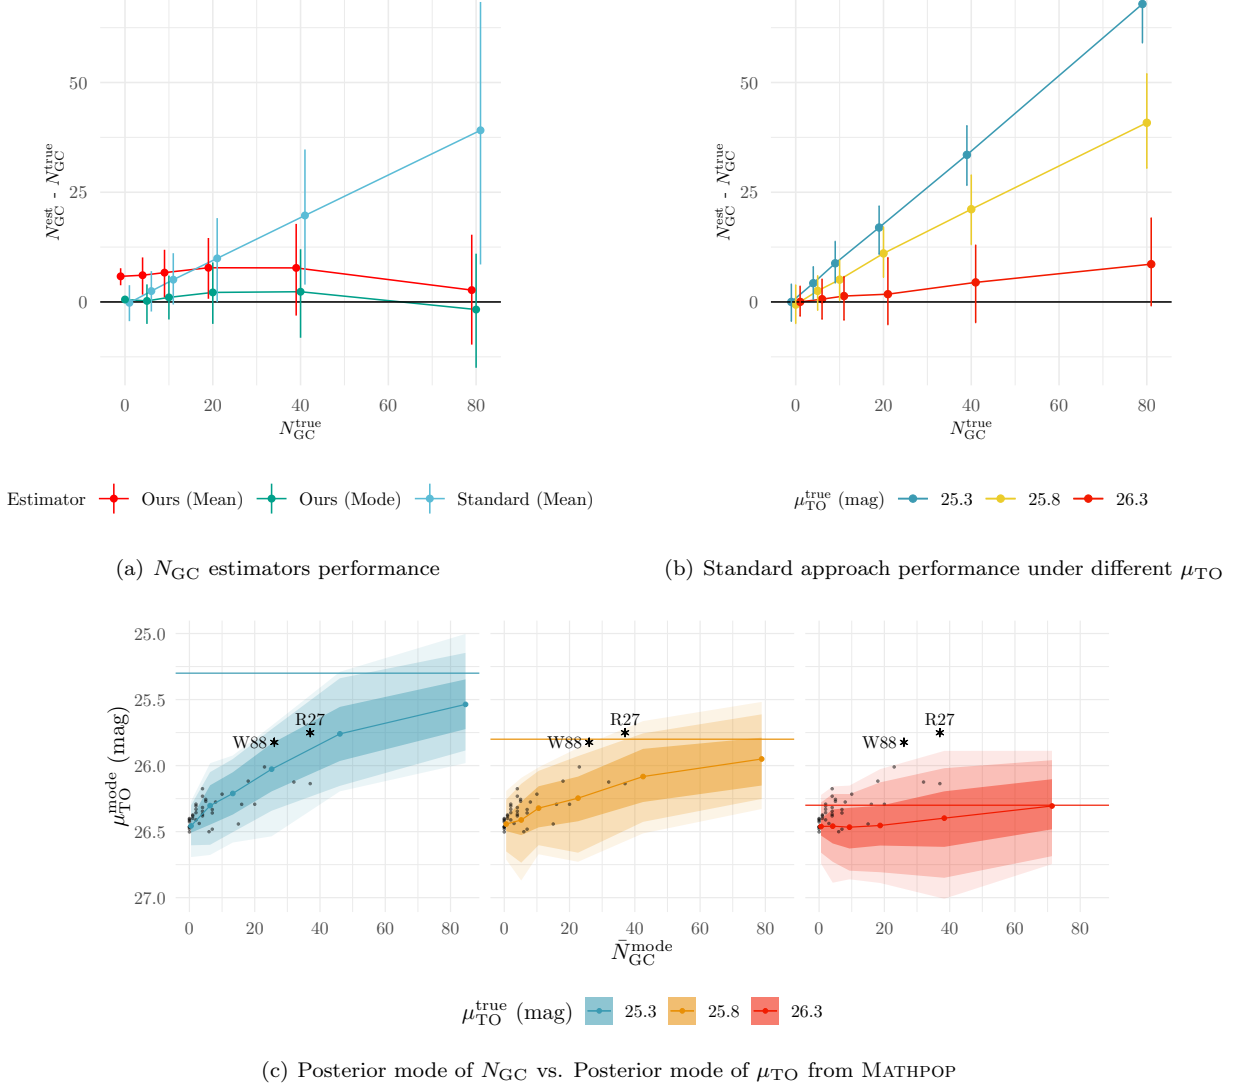 50
25
0
N_GC^est - N_GC^true
0 20 40 60 80
N_GC^true
Estimator Ours (Mean) Ours (Mode) Standard (Mean)
(a) N_GC estimators performance
50
25
0
N_GC^est - N_GC^true
0 20 40 60 80
N_GC^true
μ_TO^true (mag) 25.3 25.8 26.3
(b) Standard approach performance under different μ_TO
25.0
25.5
26.0
26.5
27.0
μ_TO^mode (mag)
R27
W88
R27
W88
R27
W88
0 20 40 60 80
0 20 40 60 80
0 20 40 60 80
N̄_GC^mode
μ_TO^true (mag) 25.3 25.8 26.3
(c) Posterior mode of N_GC vs. Posterior mode of μ_TO from MATHPOP